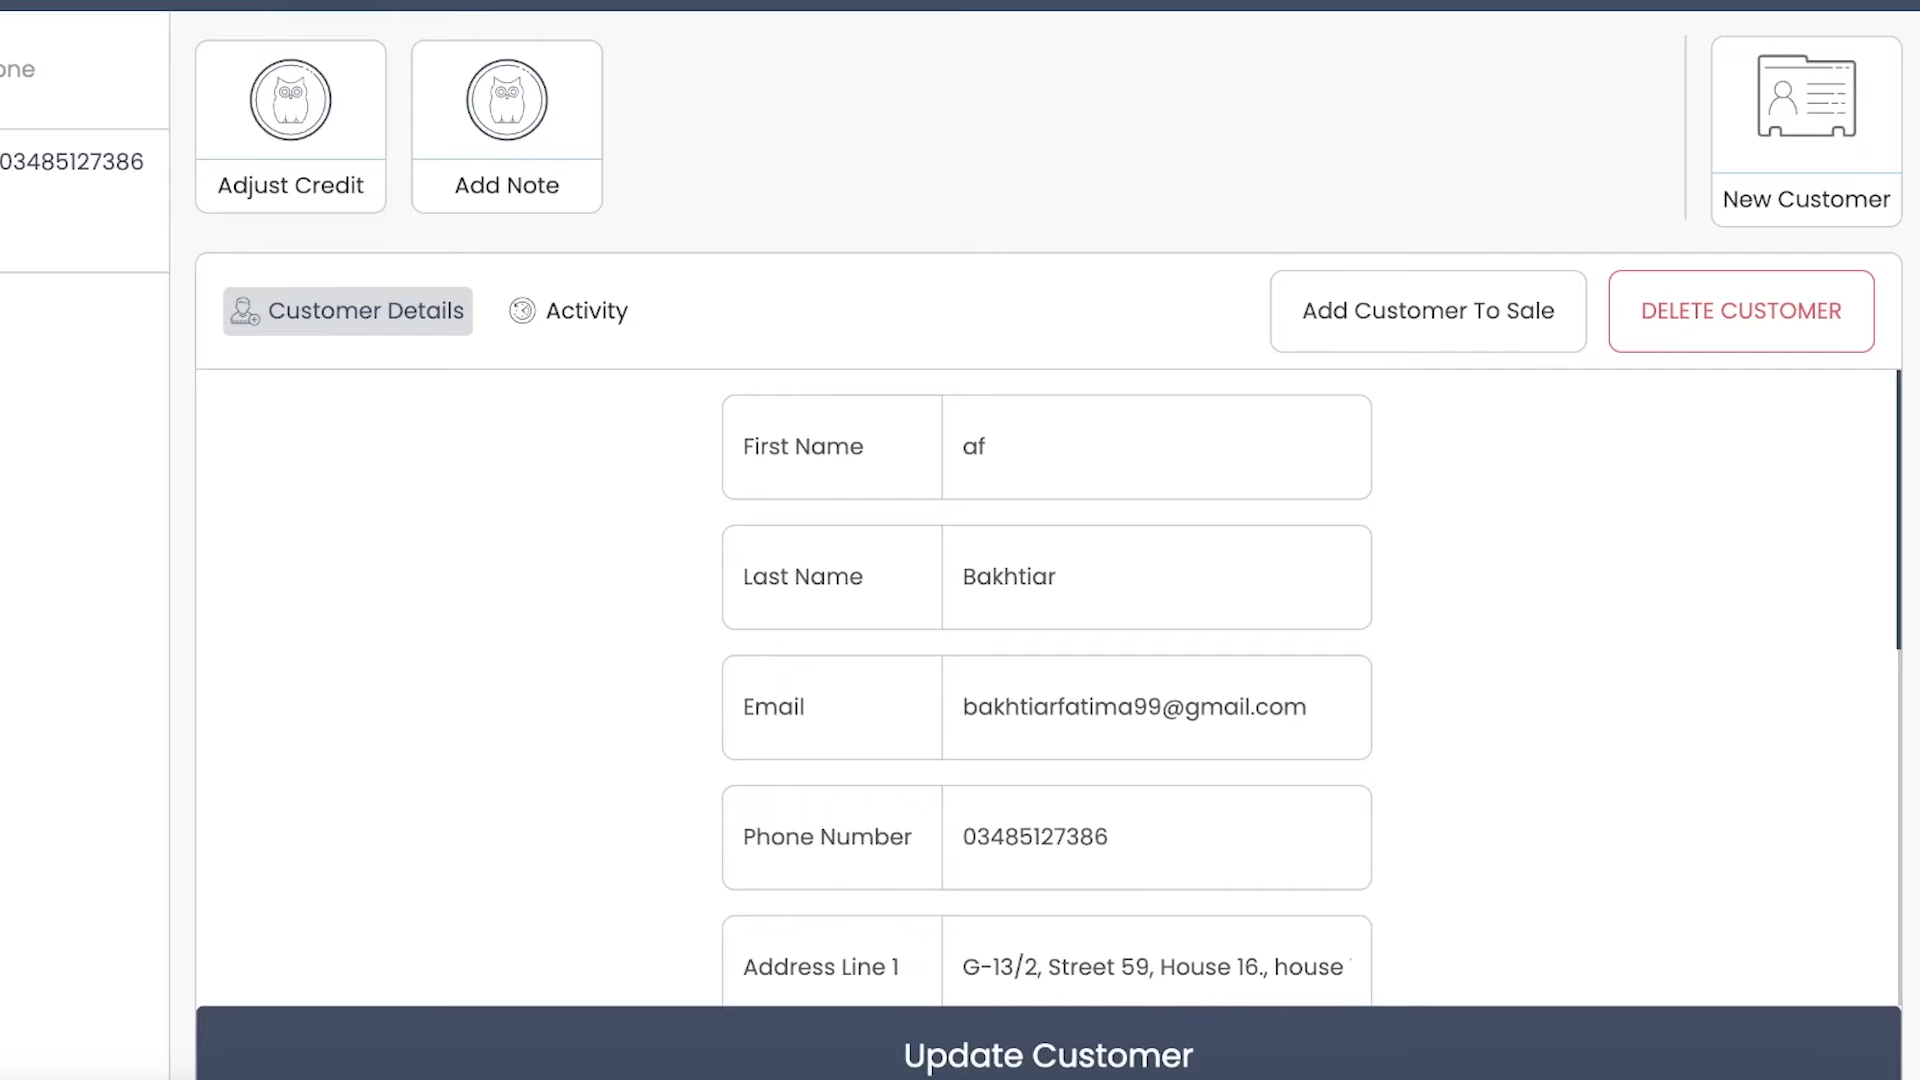 03485127386
Adjust Credit
Add Note
New Customer
Customer Details
Activity
Add Customer To Sale
DELETE CUSTOMER
First Name
af
Last Name
Bakhtiar
Email
bakhtiarfatima99@gmail.com
Phone Number
03485127386
Address Line 1
G-13/2, Street 59, House 16., house
Update Customer